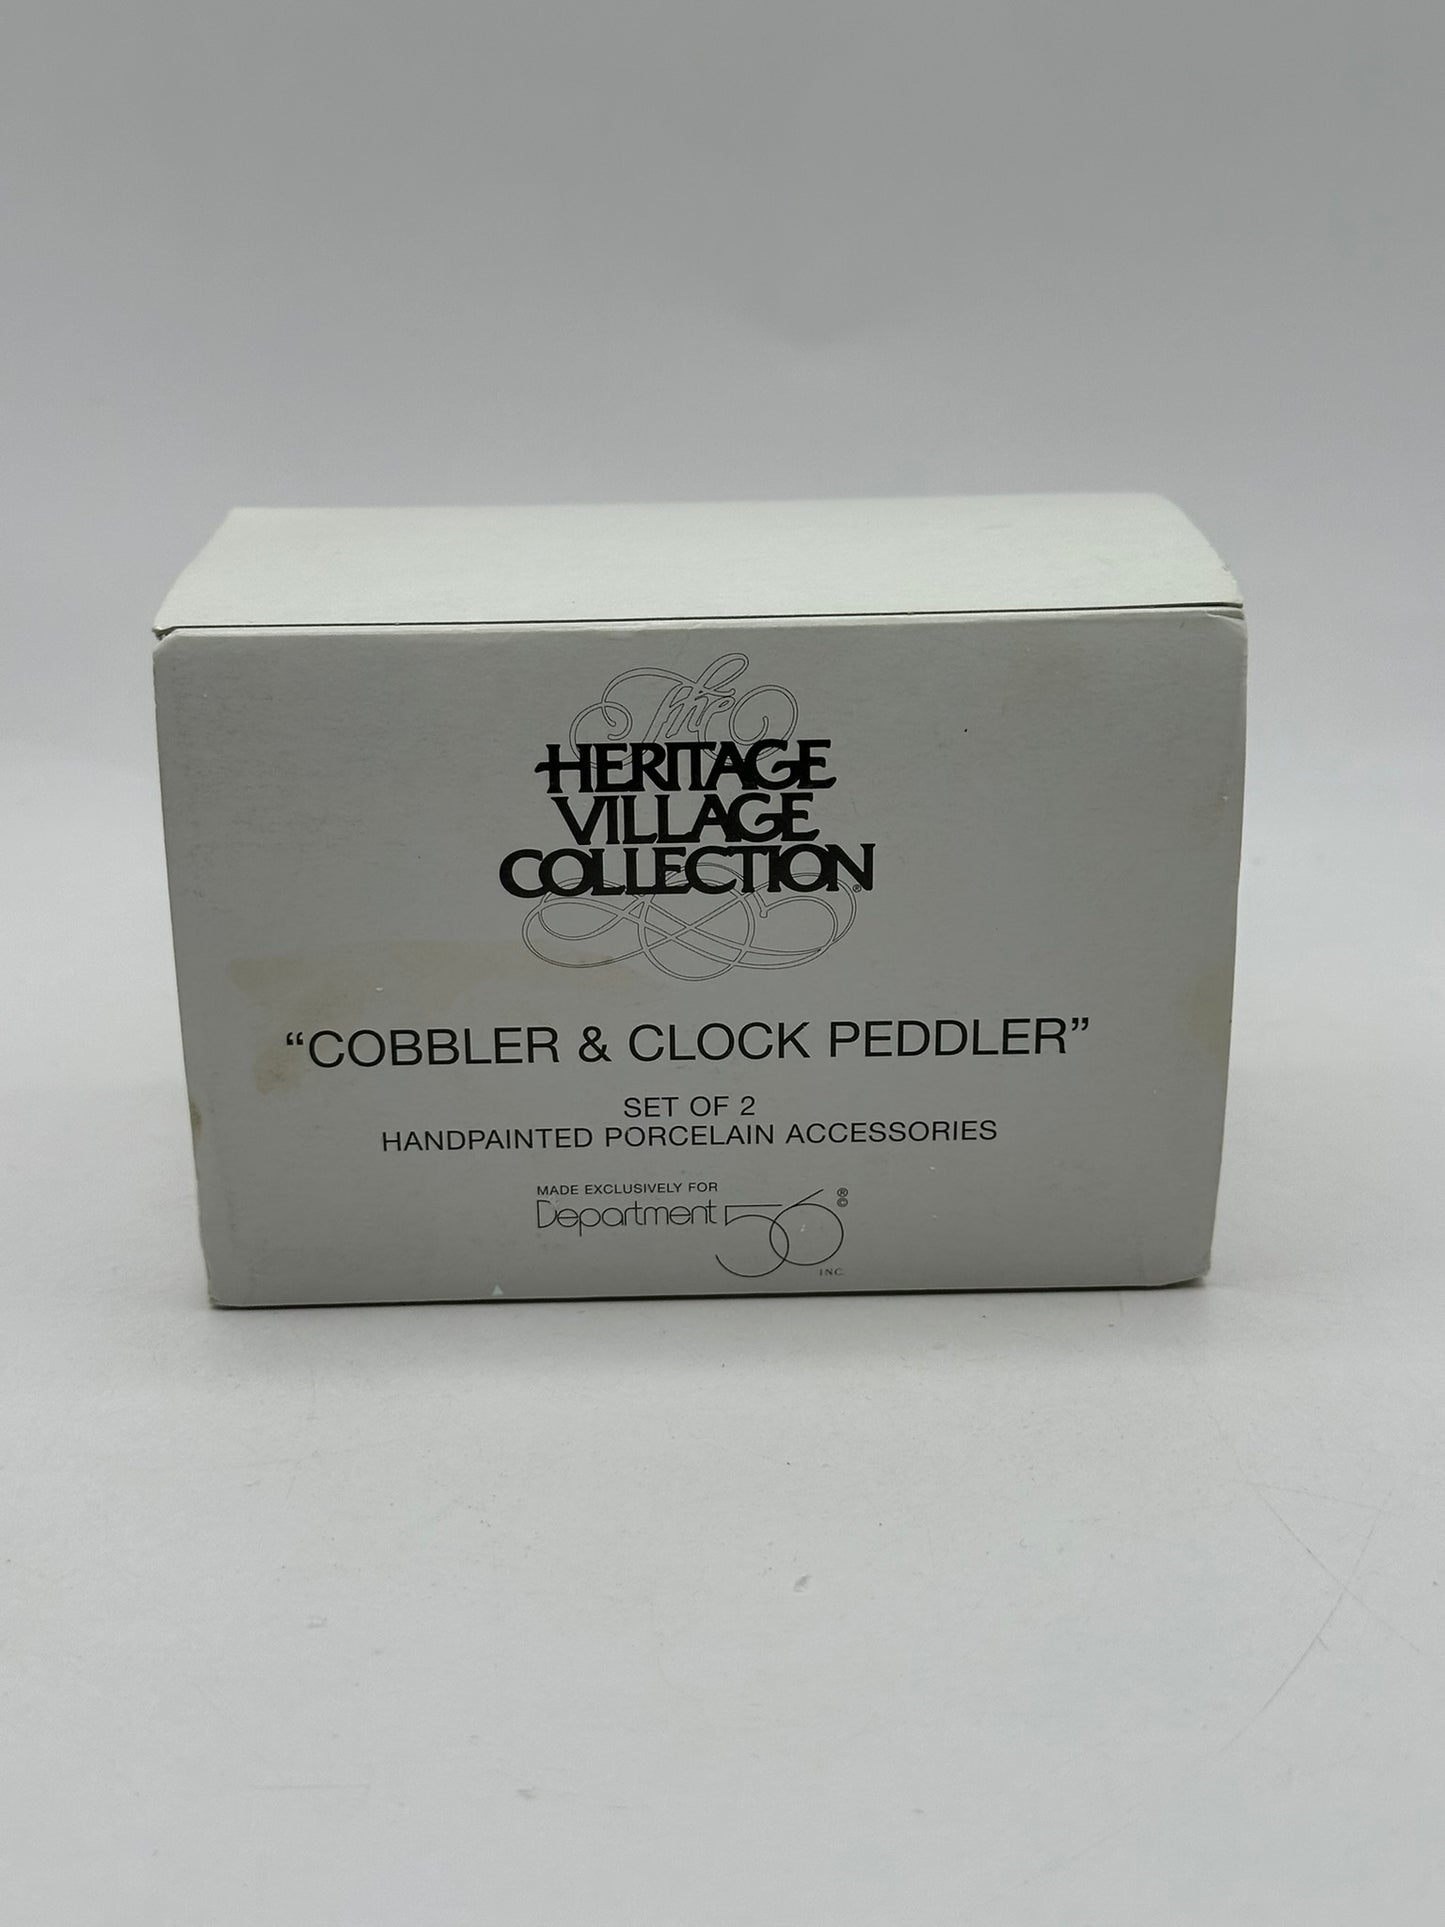 The
HERITAGE
VILLAGE
COLLECTION®
“COBBLER & CLOCK PEDDLER”
SET OF 2
HANDPAINTED PORCELAIN ACCESSORIES
MADE EXCLUSIVELY FOR
Department 56 ® ©
INC.